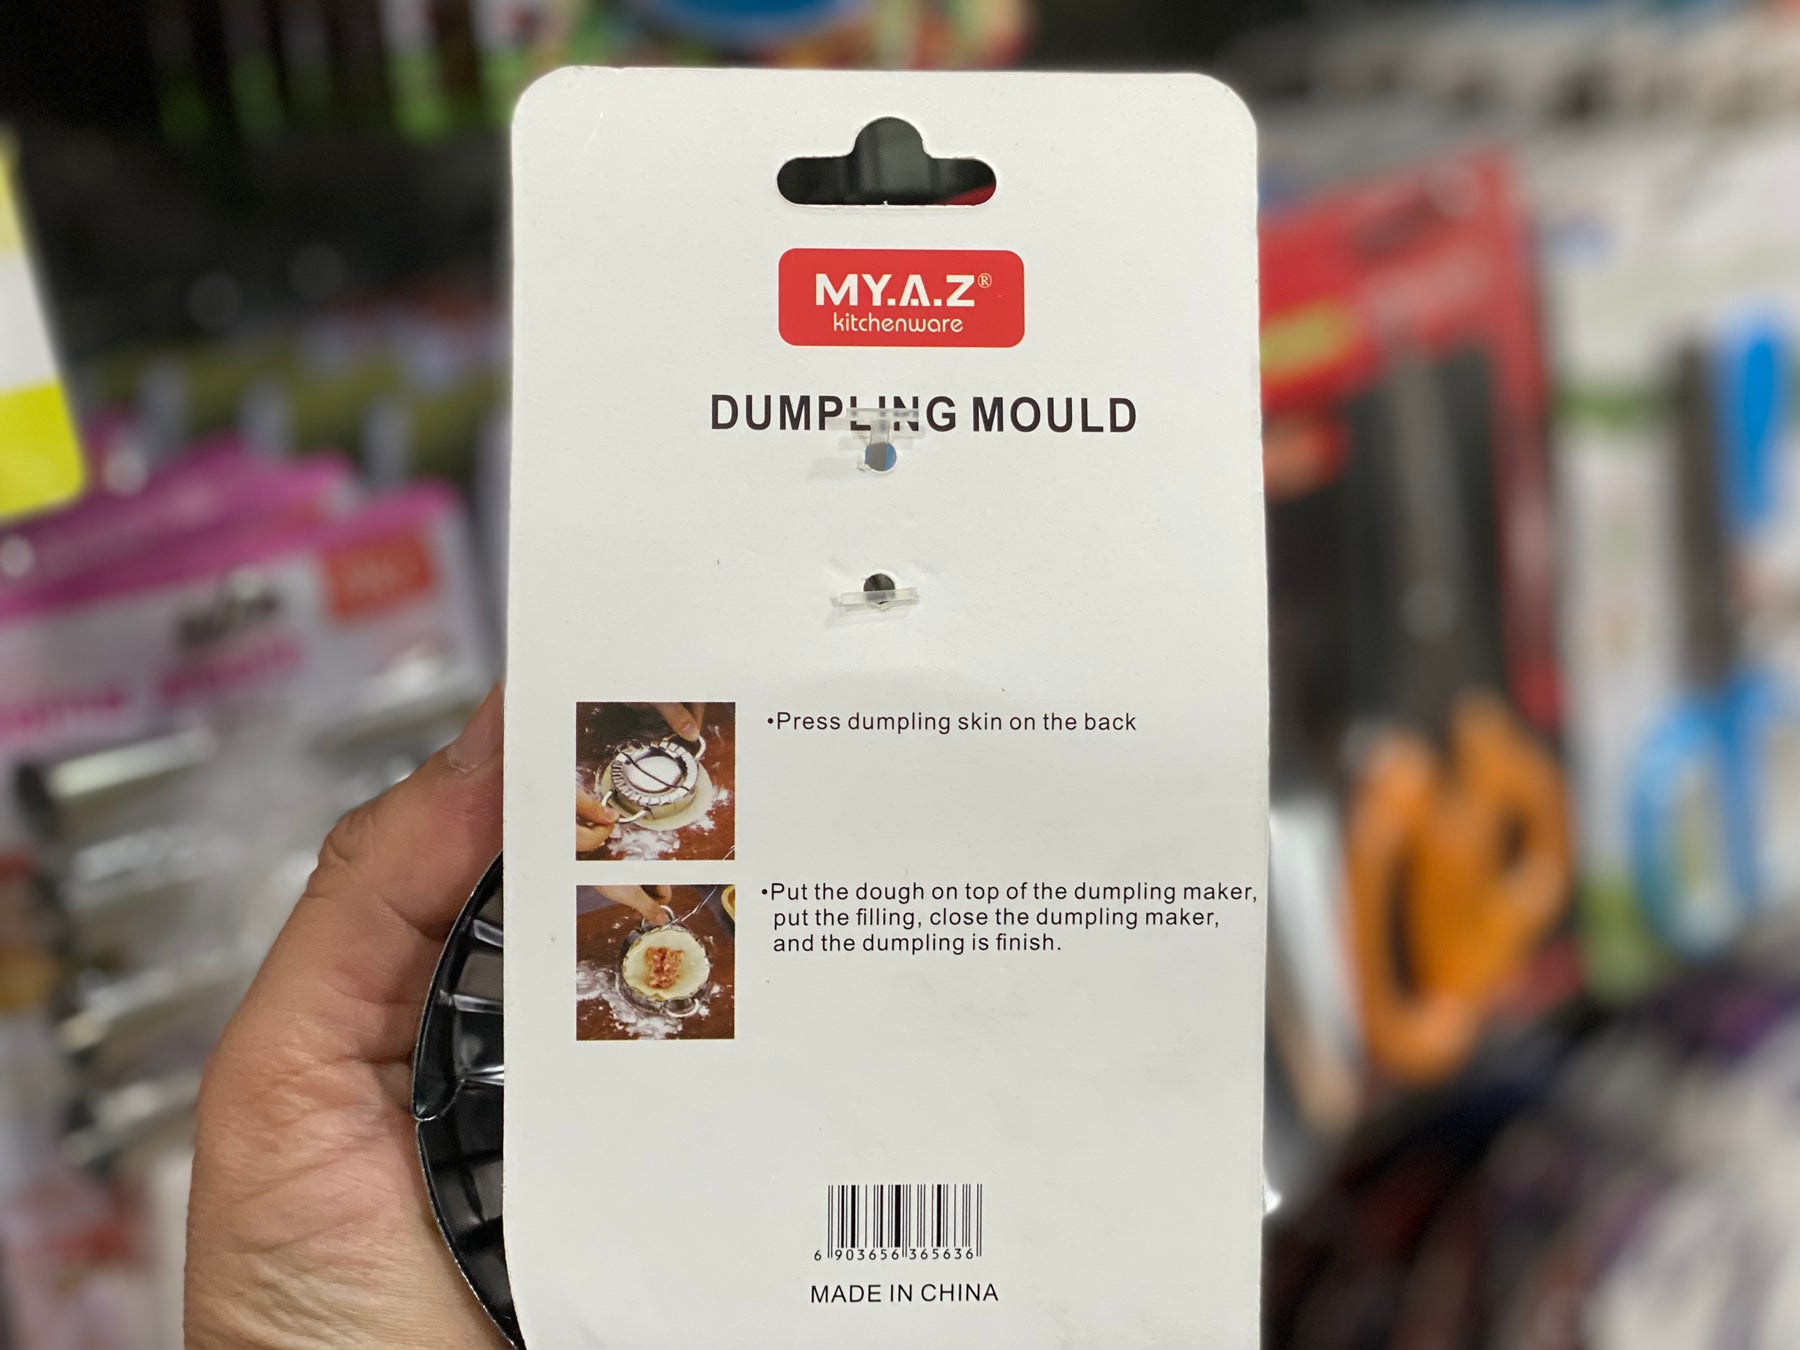 MY.A.Z®
kitchenware
DUMPLING MOULD
•Press dumpling skin on the back
•Put the dough on top of the dumpling maker,
put the filling, close the dumpling maker,
and the dumpling is finish.
6 903656 365636
MADE IN CHINA